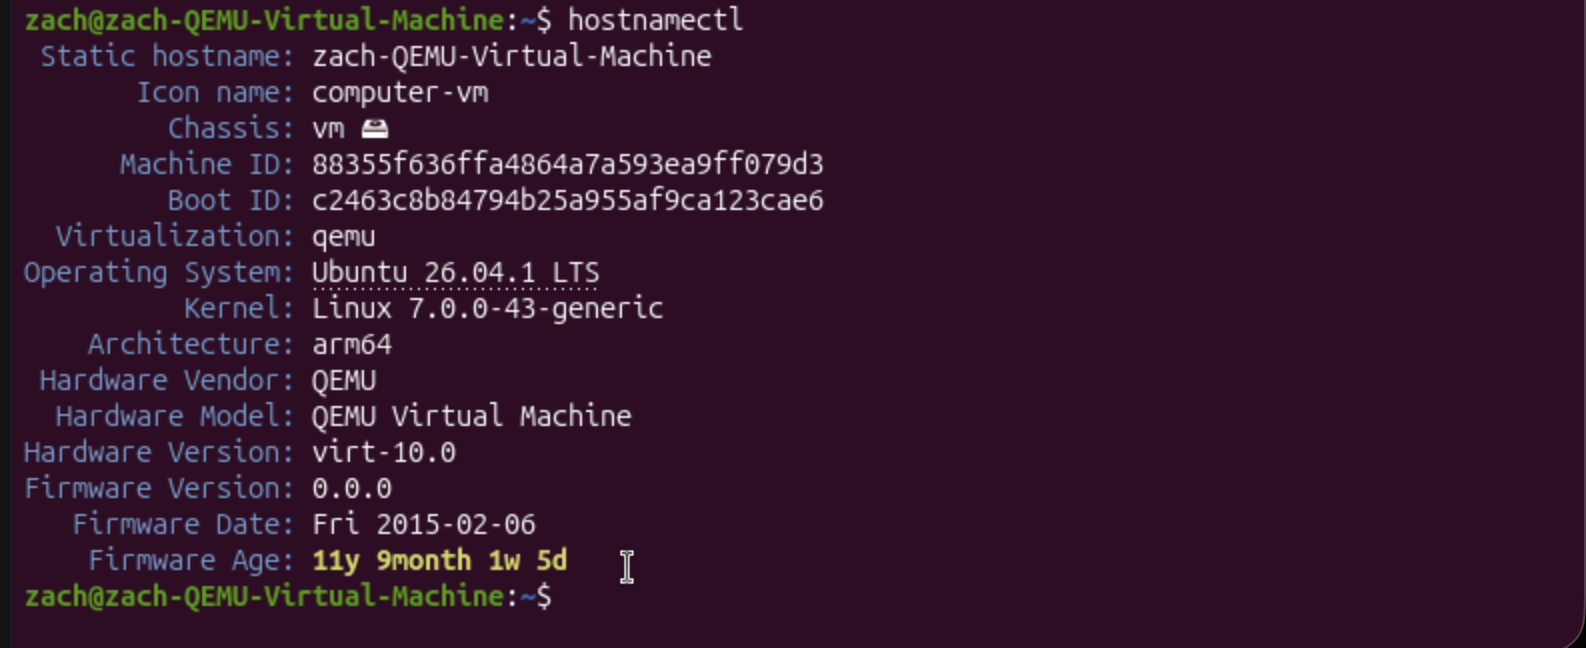 zach@zach-QEMU-Virtual-Machine:~$ hostnamectl
Static hostname: zach-QEMU-Virtual-Machine
Icon name: computer-vm
Chassis: vm 🖴
Machine ID: 88355f636ffa4864a7a593ea9ff079d3
Boot ID: c2463c8b84794b25a955af9ca123cae6
Virtualization: qemu
Operating System: Ubuntu 26.04.1 LTS
Kernel: Linux 7.0.0-43-generic
Architecture: arm64
Hardware Vendor: QEMU
Hardware Model: QEMU Virtual Machine
Hardware Version: virt-10.0
Firmware Version: 0.0.0
Firmware Date: Fri 2015-02-06
Firmware Age: 11y 9month 1w 5d
zach@zach-QEMU-Virtual-Machine:~$